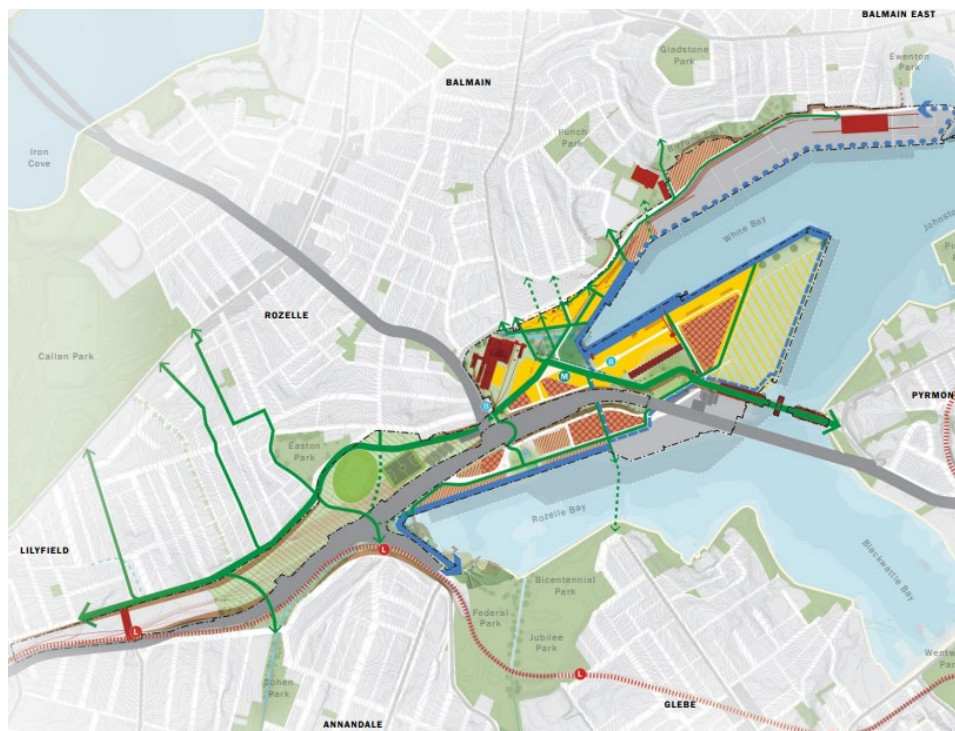 BALMAIN EAST
Gladstone
Park
Ewenton
Park
BALMAIN
Punch
Park
Iron
Cove
White Bay
ROZELLE
Callan Park
B
M
PYRMONT
B
Easton
Park
Rozelle Bay
LILYFIELD
L
Blackwattle Bay
Bicentennial
Park
Federal
Park
L
Jubilee
Park
L
Cohen
Park
GLEBE
ANNANDALE